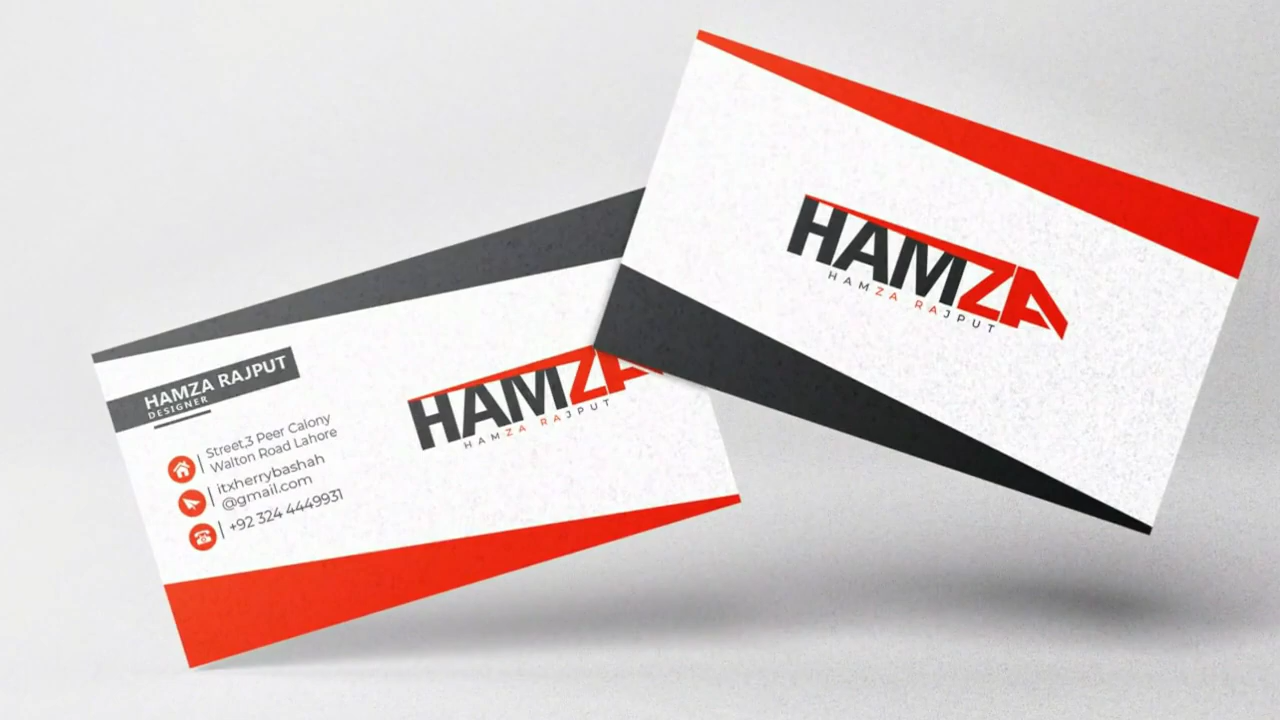 HAMZA RAJPUT
DESIGNER
Street,3 Peer Calony
Walton Road Lahore
itxherrybashah
@gmail.com
+92 324 4449931
HAMZA
HAMZA RAJPUT
HAMZA
HAMZA RAJPUT